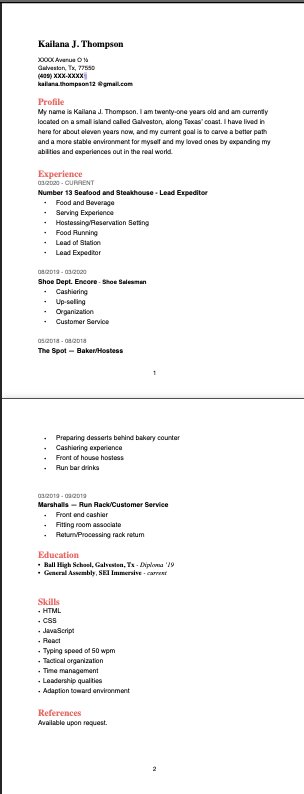 Kailana J. Thompson
XXXX Avenue O ½
Galveston, Tx, 77550
(409) XXX-XXXX
kailana.thompson12 @gmail.com
Profile
My name is Kailana J. Thompson. I am twenty-one years old and am currently
located on a small island called Galveston, along Texas' coast. I have lived in
here for about eleven years now, and my current goal is to carve a better path
and a more stable environment for myself and my loved ones by expanding my
abilities and experiences out in the real world.
Experience
03/2020 - CURRENT
Number 13 Seafood and Steakhouse - Lead Expeditor
• Food and Beverage
• Serving Experience
• Hostessing/Reservation Setting
• Food Running
• Lead of Station
• Lead Expeditor
08/2019 - 03/2020
Shoe Dept. Encore - Shoe Salesman
• Cashiering
• Up-selling
• Organization
• Customer Service
05/2018 - 08/2018
The Spot — Baker/Hostess
1
• Preparing desserts behind bakery counter
• Cashiering experience
• Front of house hostess
• Run bar drinks
03/2019 - 09/2019
Marshalls — Run Rack/Customer Service
• Front end cashier
• Fitting room associate
• Return/Processing rack return
Education
• Ball High School, Galveston, Tx - Diploma '19
• General Assembly, SEI Immersive - current
Skills
• HTML
• CSS
• JavaScript
• React
• Typing speed of 50 wpm
• Tactical organization
• Time management
• Leadership qualities
• Adaption toward environment
References
Available upon request.
2